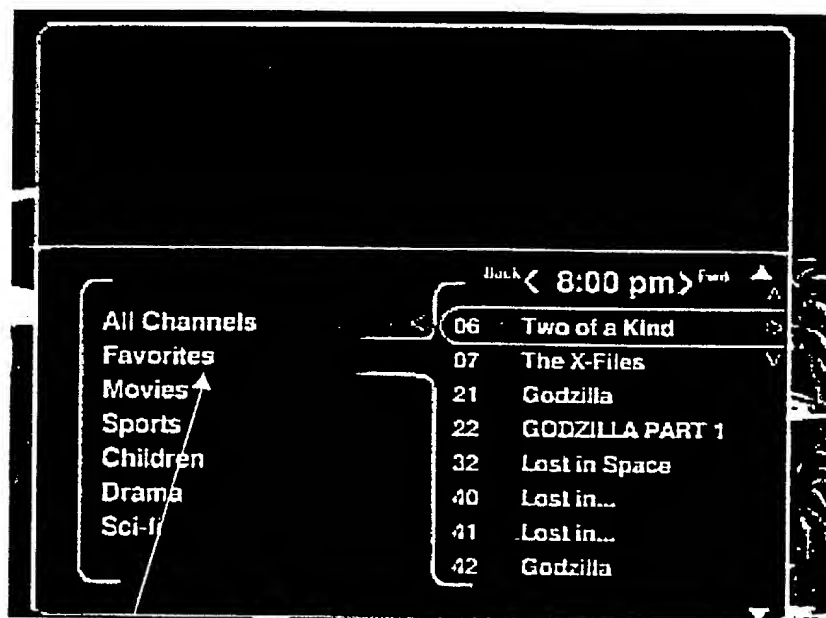 Back < 8:00 pm > Fwd
All Channels
Favorites
Movies
Sports
Children
Drama
Sci-fi
06 Two of a Kind
07 The X-Files
21 Godzilla
22 GODZILLA PART 1
32 Lost in Space
40 Lost in...
41 Lost in...
42 Godzilla